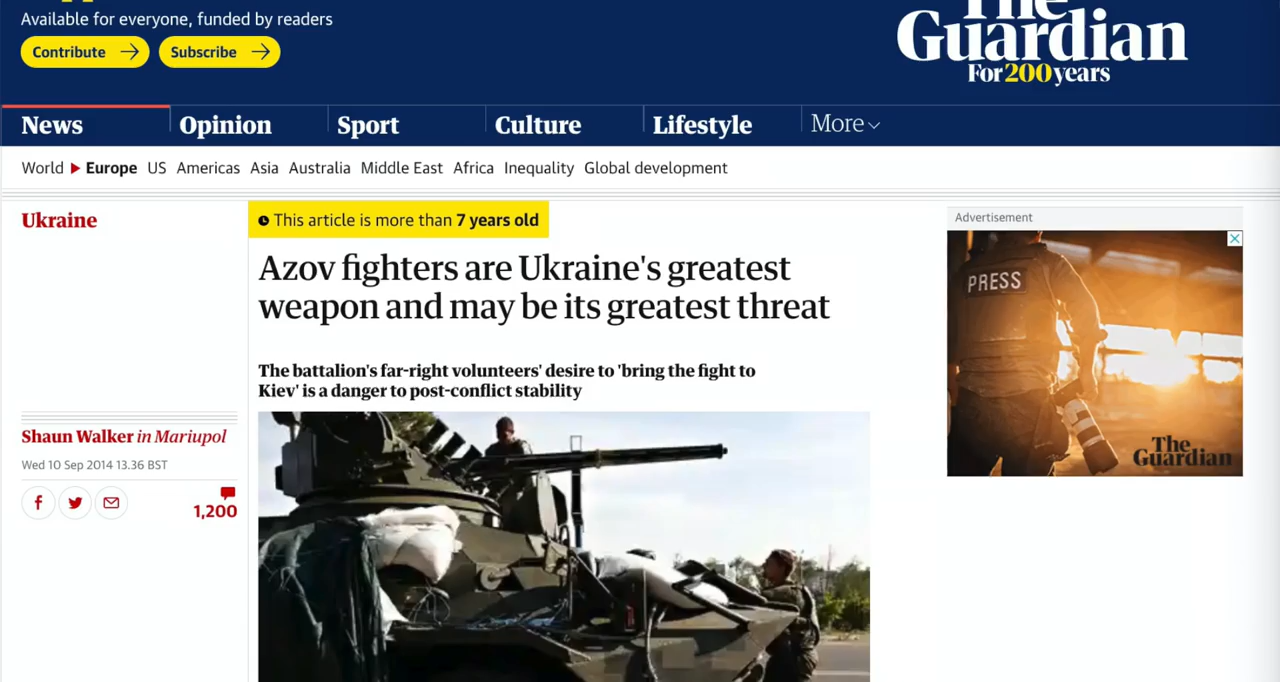 Available for everyone, funded by readers
Contribute
Subscribe
The
Guardian
For200years
News
Opinion
Sport
Culture
Lifestyle
More
World
Europe
US
Americas
Asia
Australia
Middle East
Africa
Inequality
Global development
Ukraine
This article is more than 7 years old
Azov fighters are Ukraine's greatest
weapon and may be its greatest threat
The battalion's far-right volunteers' desire to 'bring the fight to
Kiev' is a danger to post-conflict stability
Shaun Walker in Mariupol
Wed 10 Sep 2014 13.36 BST
1,200
Advertisement
PRESS
The
Guardian